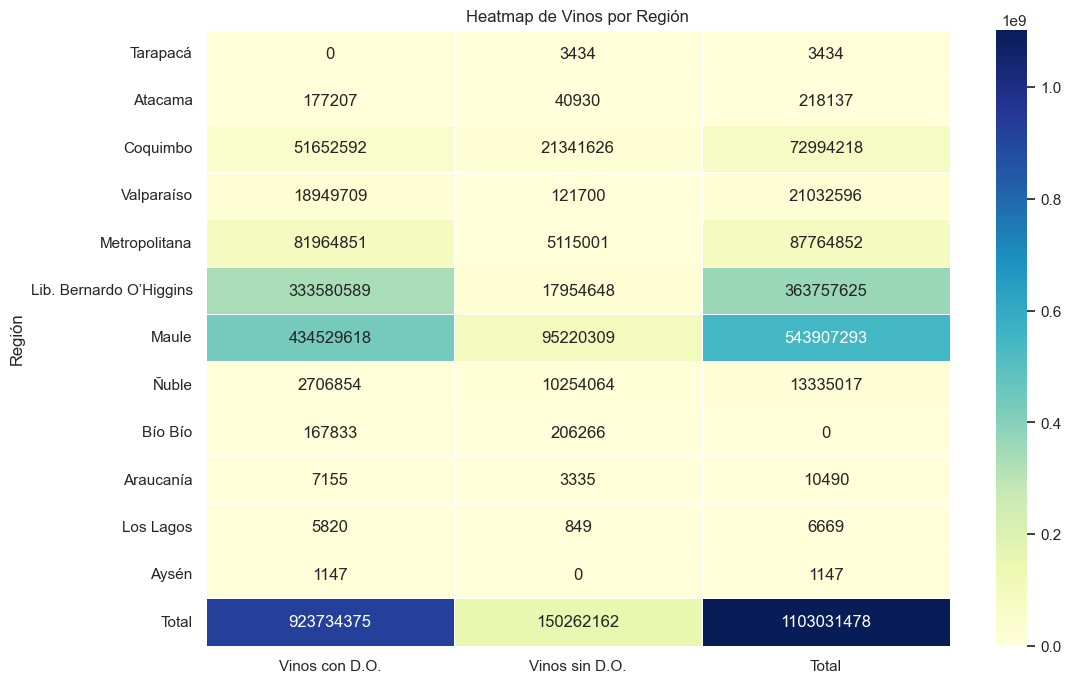 Heatmap de Vinos por Región
1e9
Tarapacá 0 3434 3434
Atacama 177207 40930 218137
Coquimbo 51652592 21341626 72994218
Valparaíso 18949709 121700 21032596
Metropolitana 81964851 5115001 87764852
Lib. Bernardo O’Higgins 333580589 17954648 363757625
Maule 434529618 95220309 543907293
Ñuble 2706854 10254064 13335017
Bío Bío 167833 206266 0
Araucanía 7155 3335 10490
Los Lagos 5820 849 6669
Aysén 1147 0 1147
Total 923734375 150262162 1103031478
Región
Vinos con D.O. Vinos sin D.O. Total
1.0
0.8
0.6
0.4
0.2
0.0